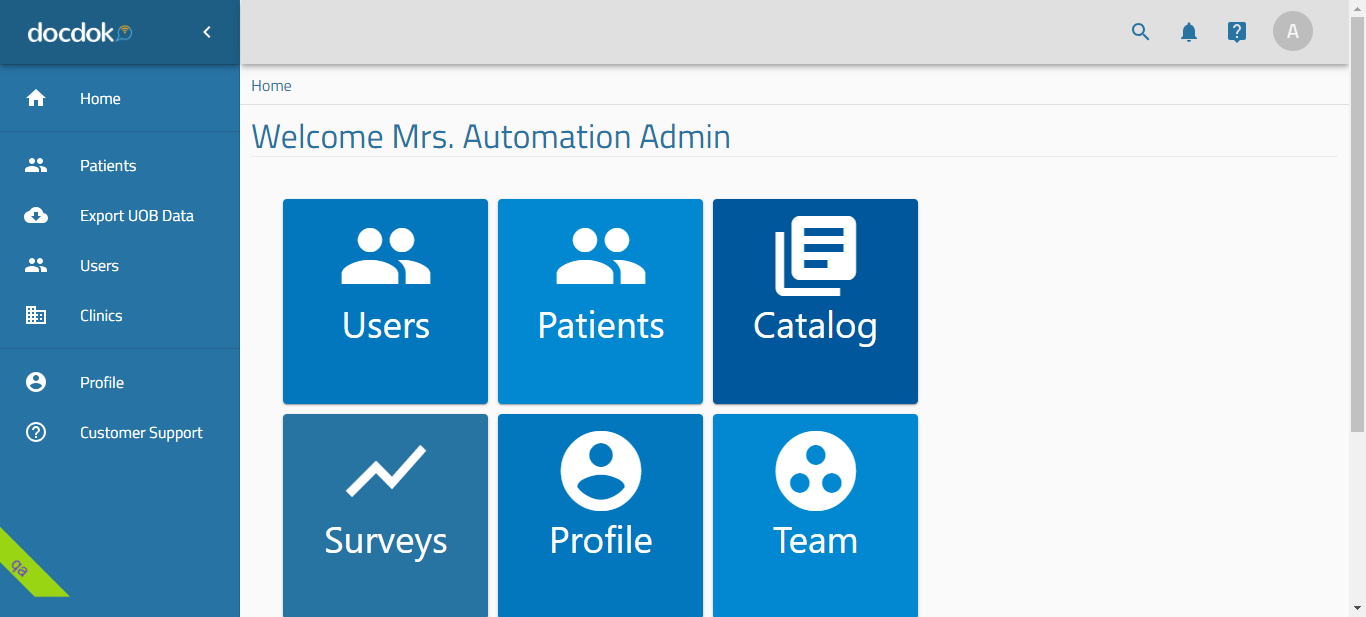 docdok
Home
Patients
Export UOB Data
Users
Clinics
Profile
Customer Support
qa
A
Home
Welcome Mrs. Automation Admin
Users
Patients
Catalog
Surveys
Profile
Team